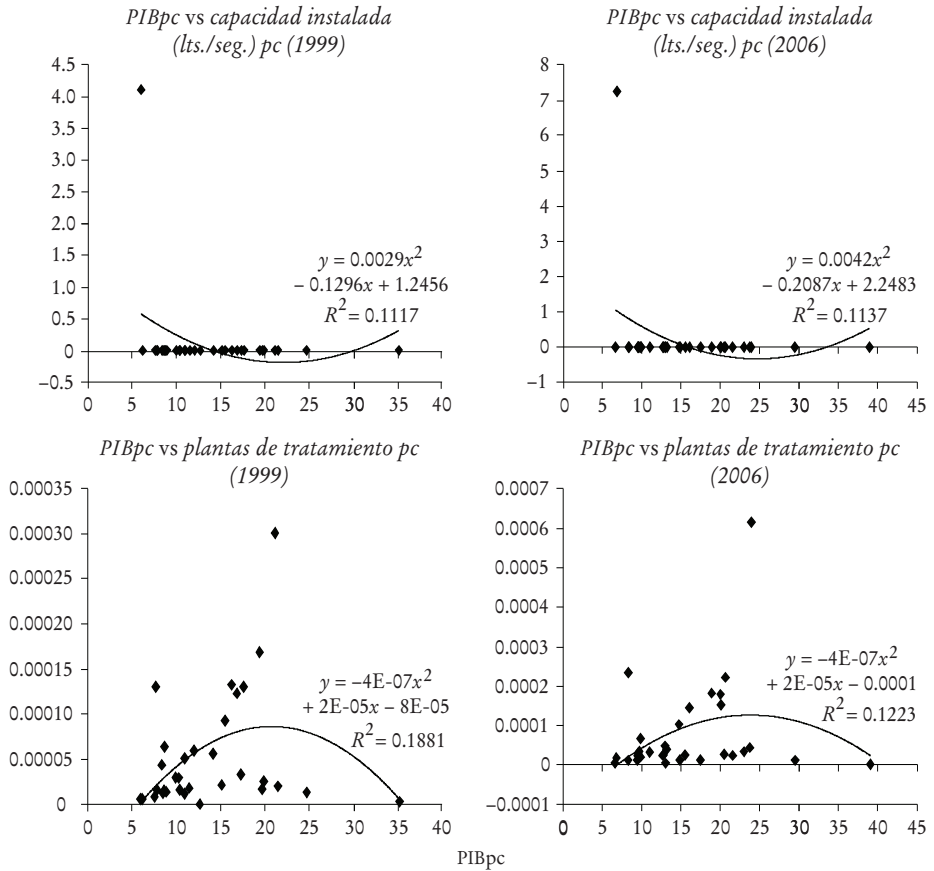 PIBpc vs capacidad instalada
(lts./seg.) pc (1999)
4.5
4.0
3.5
3.0
2.5
2.0
1.5
1.0
0.5
0
−0.5
0 5 10 15 20 25 30 35 40
y = 0.0029x²
− 0.1296x + 1.2456
R² = 0.1117
PIBpc vs capacidad instalada
(lts./seg.) pc (2006)
8
7
6
5
4
3
2
1
0
−1
0 5 10 15 20 25 30 35 40 45
y = 0.0042x²
− 0.2087x + 2.2483
R² = 0.1137
PIBpc vs plantas de tratamiento pc
(1999)
0.00035
0.00030
0.00025
0.00020
0.00015
0.00010
0.00005
0
0 5 10 15 20 25 30 35 40
y = −4E-07x²
+ 2E-05x − 8E-05
R² = 0.1881
PIBpc vs plantas de tratamiento pc
(2006)
0.0007
0.0006
0.0005
0.0004
0.0003
0.0002
0.0001
0
−0.0001
0 5 10 15 20 25 30 35 40 45
y = −4E-07x²
+ 2E-05x − 0.0001
R² = 0.1223
PIBpc